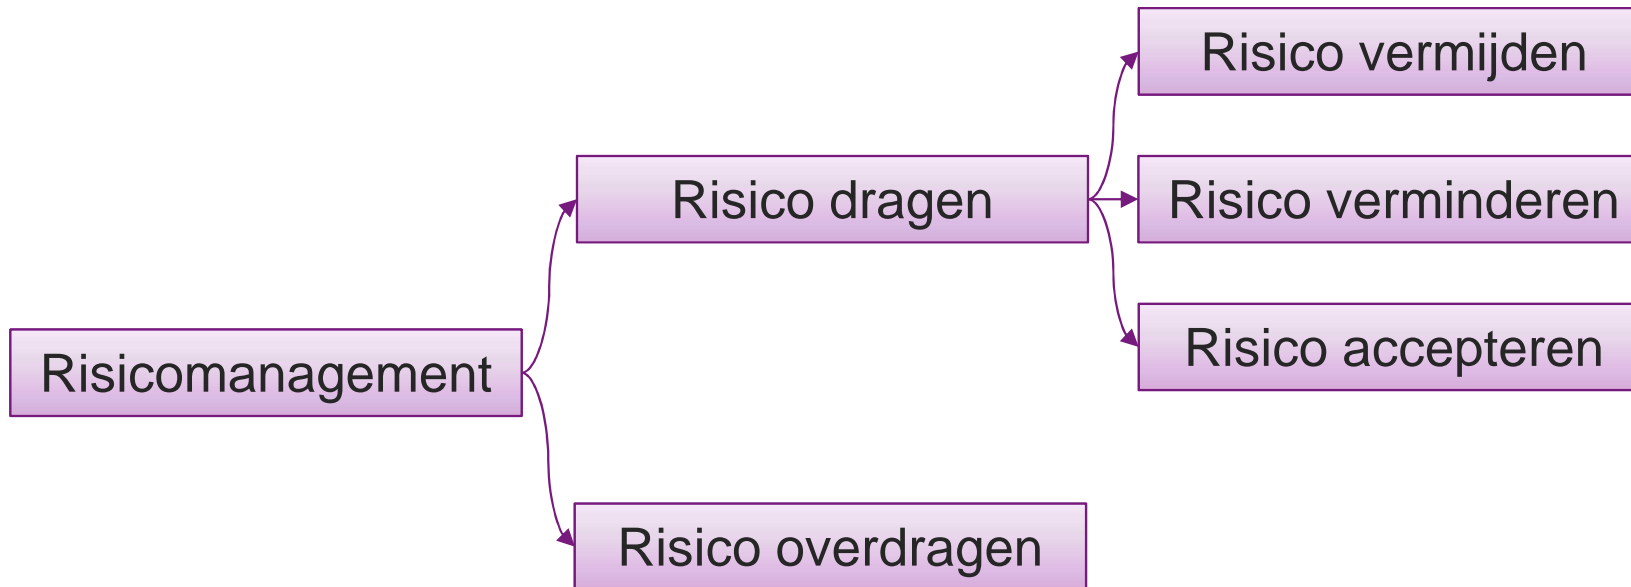 Risico vermijden
Risico dragen
Risico verminderen
Risico accepteren
Risicomanagement
Risico overdragen